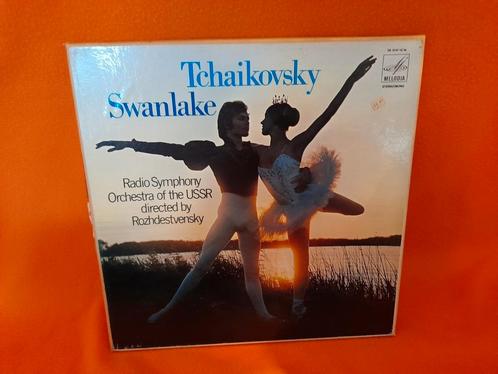 Tchaikovsky
Swanlake
Radio Symphony
Orchestra of the USSR
directed by
Rozhdestvensky
MELODIA